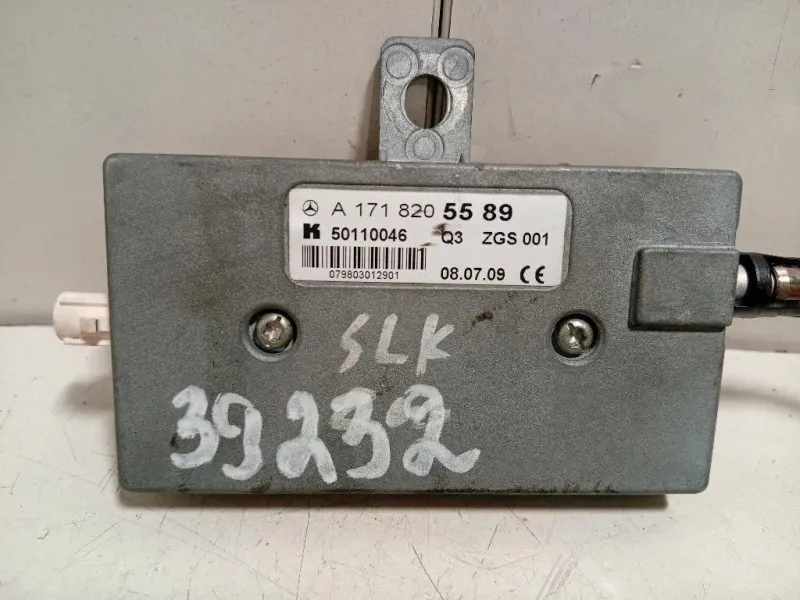 A 171 820 55 89
K 50110046 Q3 ZGS 001
079803012901 08.07.09 CE
SLK
39232